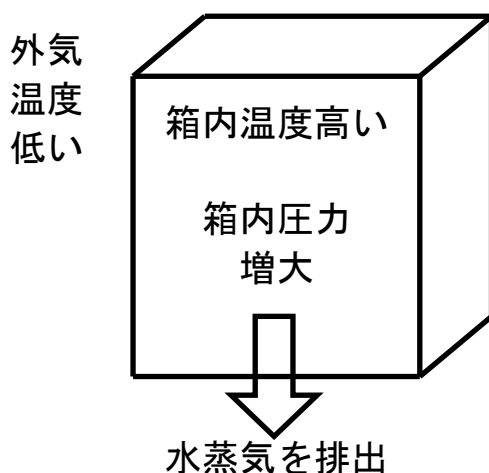 外気
温度
低い
箱内温度高い
箱内圧力
増大
水蒸気を排出